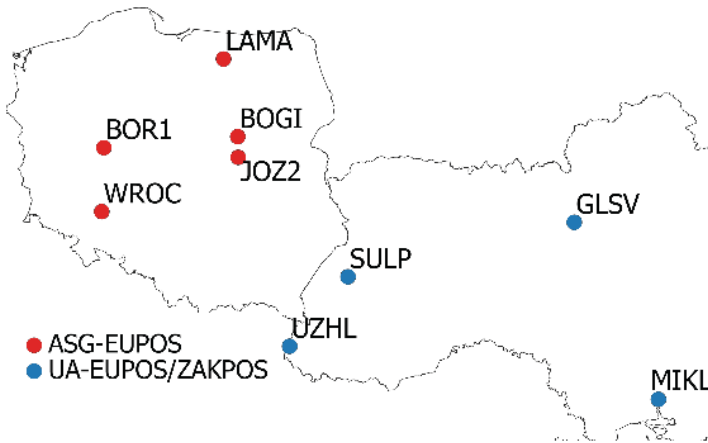 LAMA
BOGI
BOR1
JOZ2
WROC
GLSV
SULP
UZHL
ASG-EUPOS
UA-EUPOS/ZAKPOS
MIKL